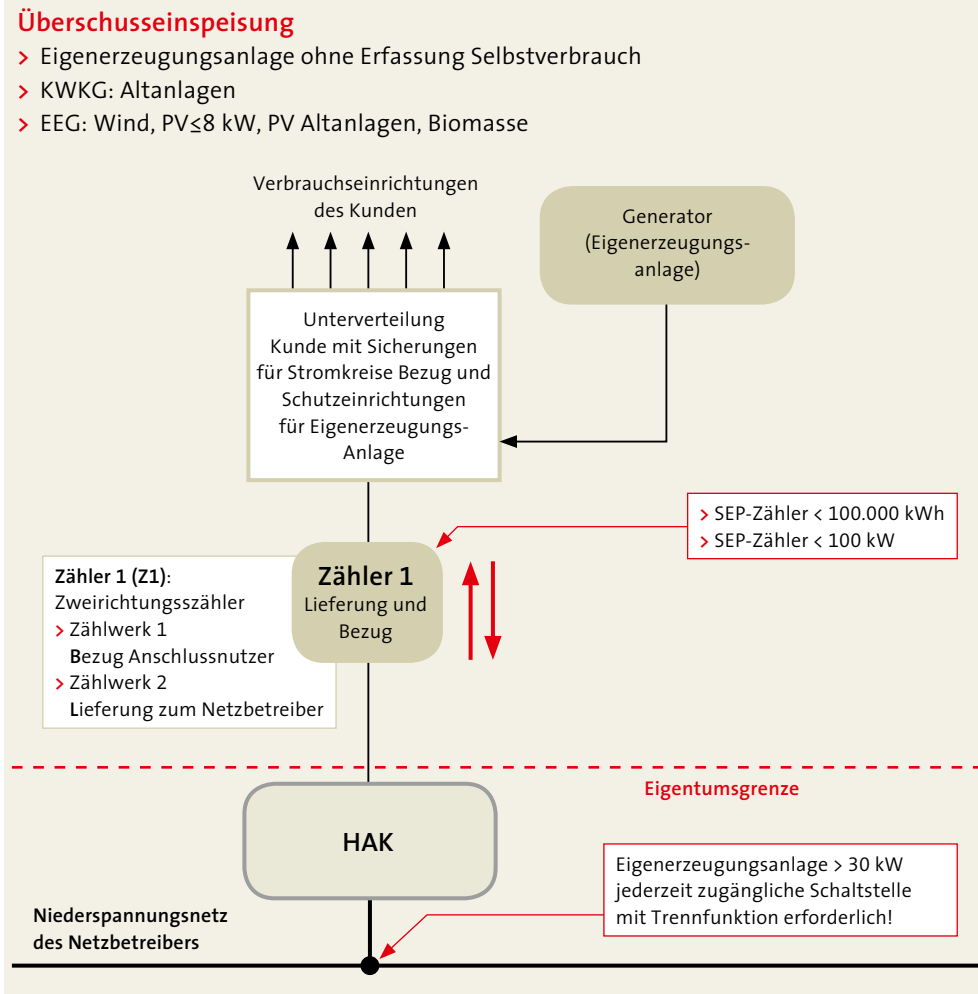 Überschusseinspeisung
> Eigenerzeugungsanlage ohne Erfassung Selbstverbrauch
> KWKG: Altanlagen
> EEG: Wind, PV≤8 kW, PV Altanlagen, Biomasse
Verbrauchseinrichtungen
des Kunden
Generator
(Eigenerzeugungs-
anlage)
Unterverteilung
Kunde mit Sicherungen
für Stromkreise Bezug und
Schutzeinrichtungen
für Eigenerzeugungs-
Anlage
> SEP-Zähler < 100.000 kWh
> SEP-Zähler < 100 kW
Zähler 1 (Z1):
Zweirichtungsszähler
> Zählwerk 1
Bezug Anschlussnutzer
> Zählwerk 2
Lieferung zum Netzbetreiber
Zähler 1
Lieferung und
Bezug
Eigentumsgrenze
HAK
Eigenerzeugungsanlage > 30 kW
jederzeit zugängliche Schaltstelle
mit Trennfunktion erforderlich!
Niederspannungsnetz
des Netzbetreibers